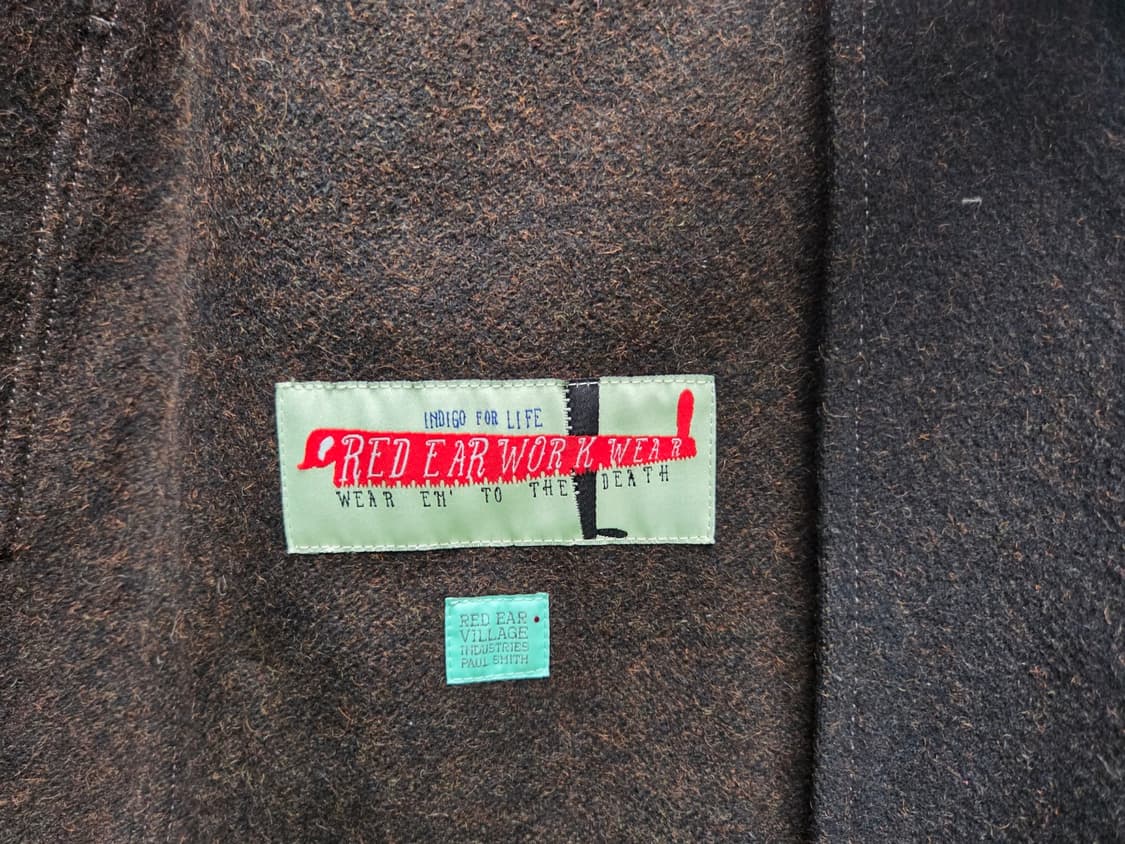 INDIGO FOR LIFE
RED EAR WORK WEAR
WEAR EM' TO THE DEATH
RED EAR
VILLAGE
INDUSTRIES
PAUL SMITH